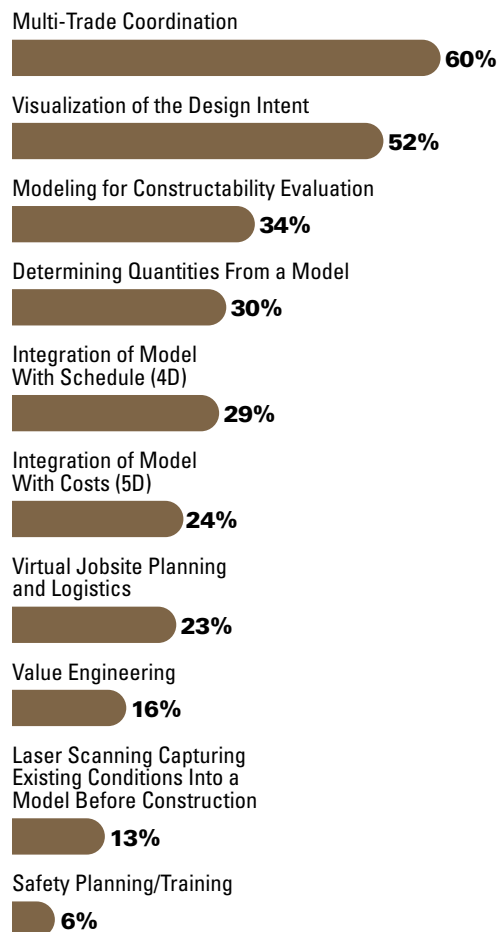 Multi-Trade Coordination
60%
Visualization of the Design Intent
52%
Modeling for Constructability Evaluation
34%
Determining Quantities From a Model
30%
Integration of Model
With Schedule (4D)
29%
Integration of Model
With Costs (5D)
24%
Virtual Jobsite Planning
and Logistics
23%
Value Engineering
16%
Laser Scanning Capturing
Existing Conditions Into a
Model Before Construction
13%
Safety Planning/Training
6%